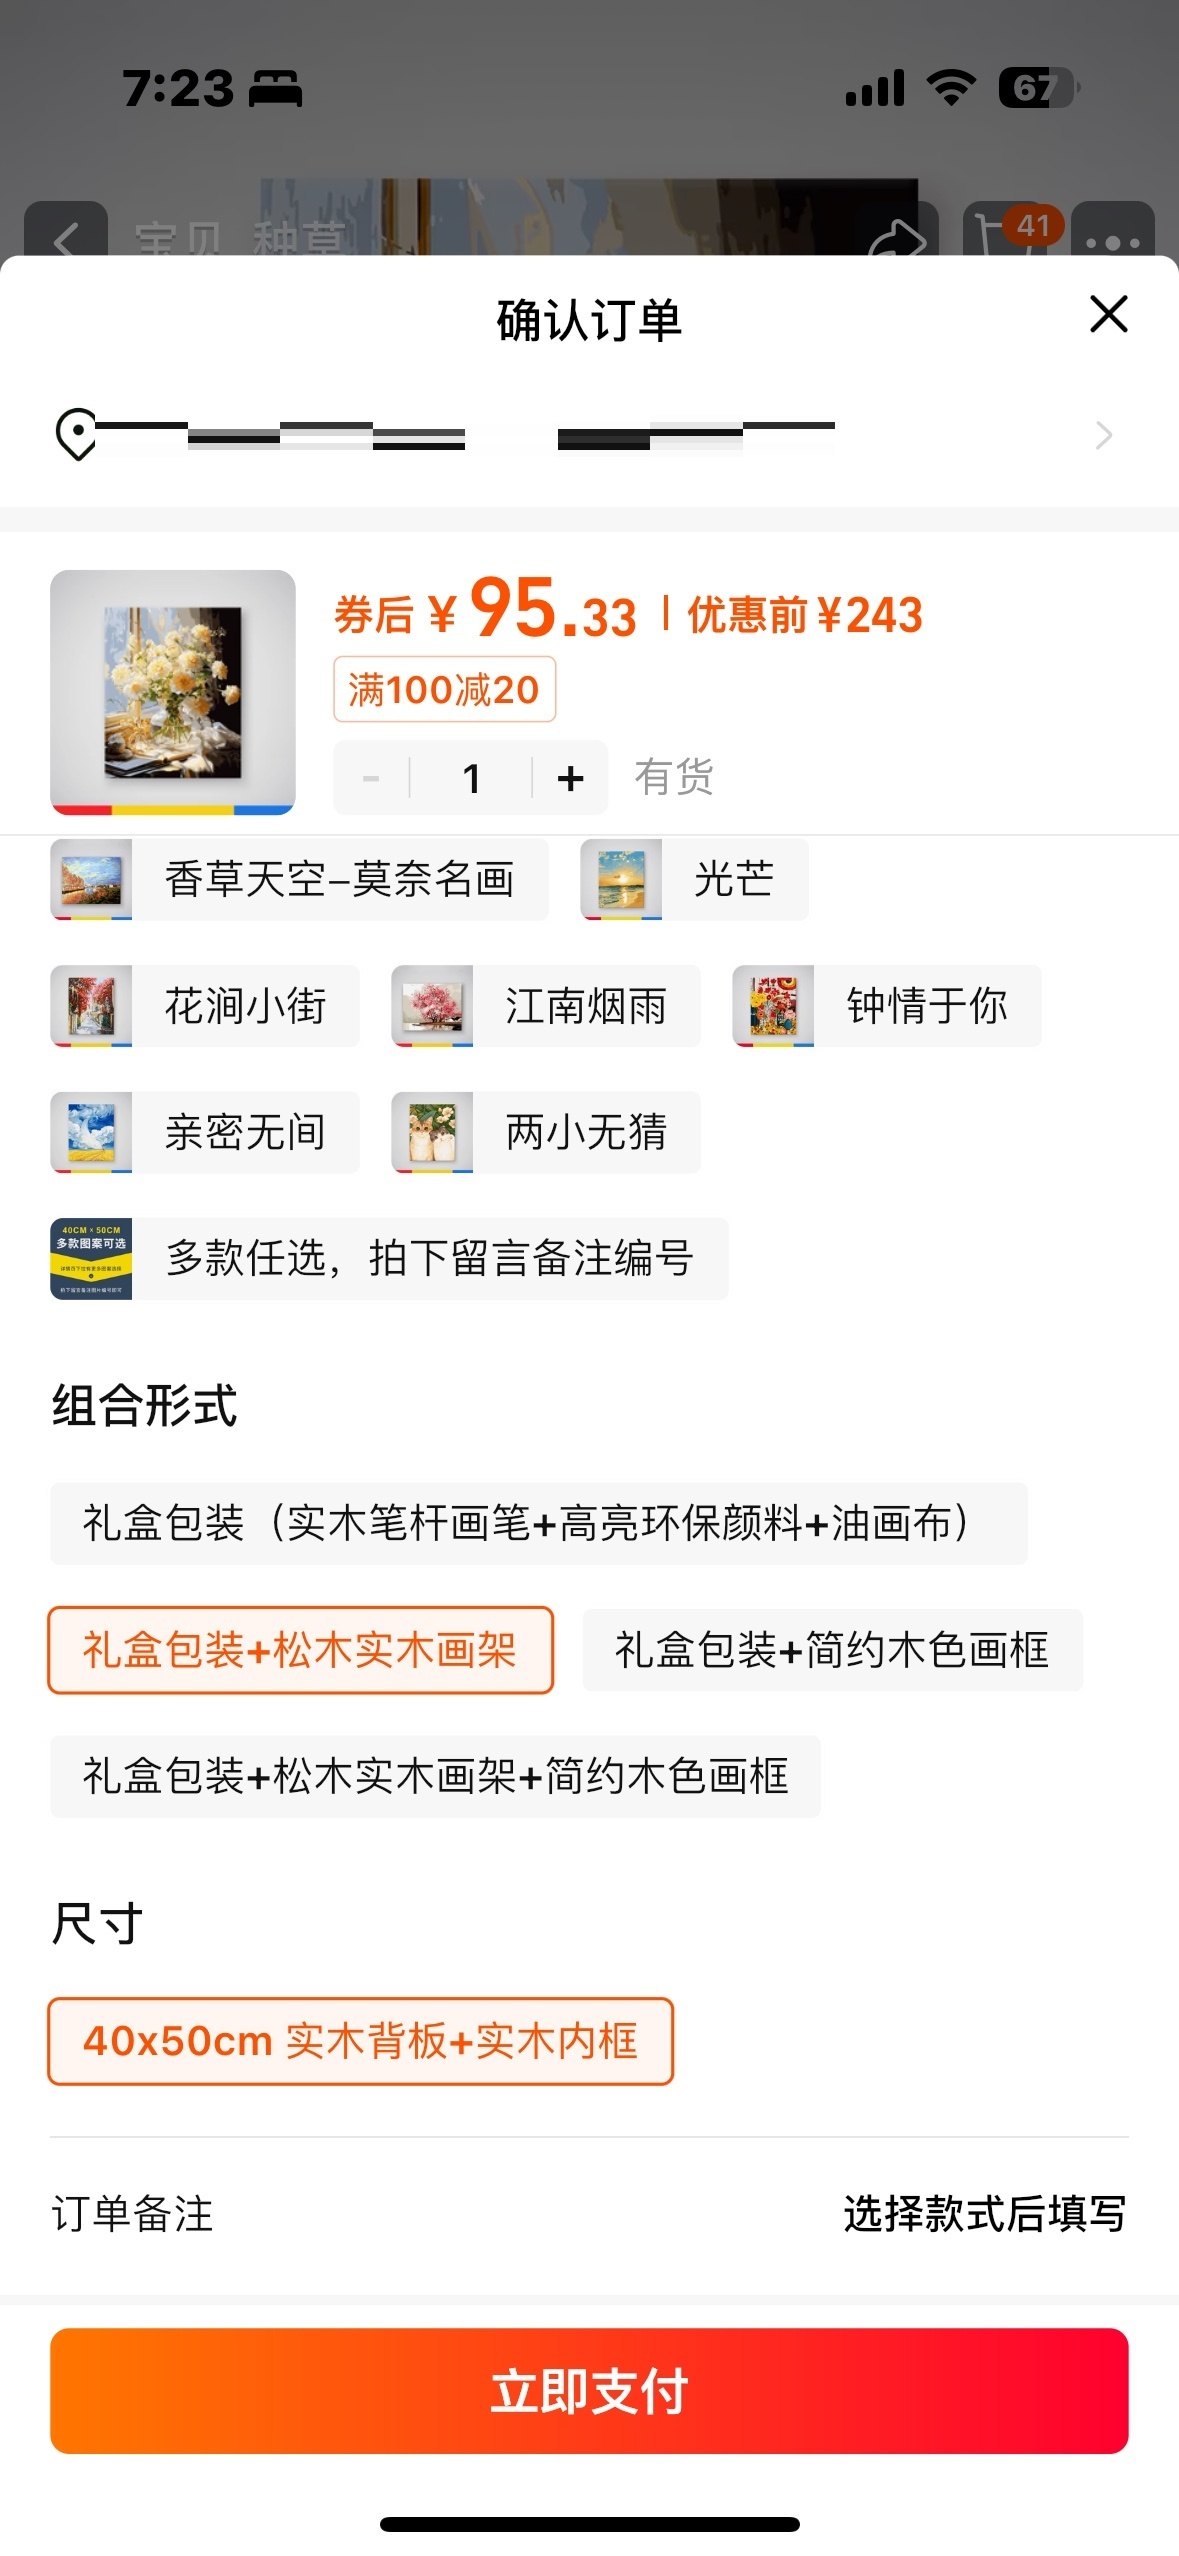 7:23
67
宝贝 种草
41
确认订单
券后 ¥ 95.33 | 优惠前 ¥243
满100减20
- 1 + 有货
香草天空–莫奈名画 光芒
花涧小街 江南烟雨 钟情于你
亲密无间 两小无猜
40CM × 50CM
多款图案可选
多款任选，拍下留言备注编号
组合形式
礼盒包装（实木笔杆画笔+高亮环保颜料+油画布）
礼盒包装+松木实木画架 礼盒包装+简约木色画框
礼盒包装+松木实木画架+简约木色画框
尺寸
40x50cm 实木背板+实木内框
订单备注 选择款式后填写
立即支付